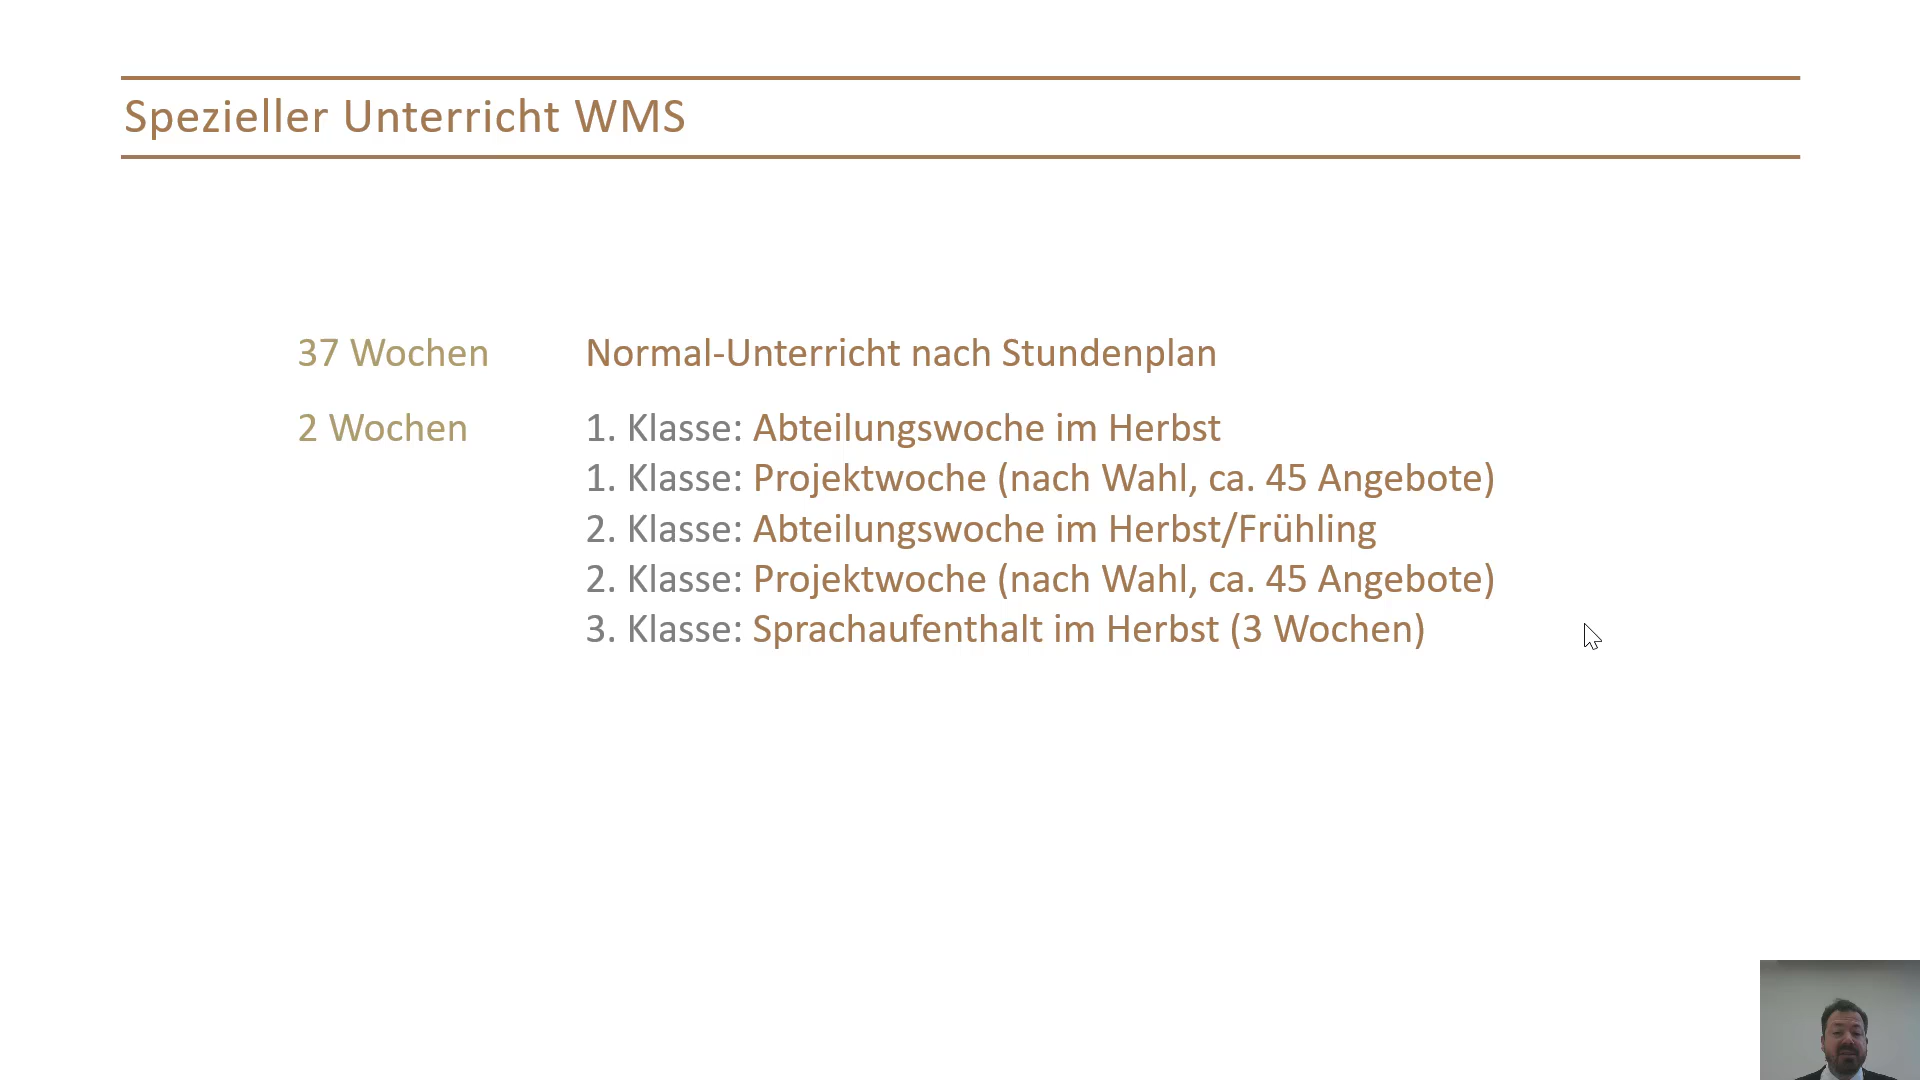 Spezieller Unterricht WMS
37 Wochen Normal-Unterricht nach Stundenplan
2 Wochen 1. Klasse: Abteilungswoche im Herbst
1. Klasse: Projektwoche (nach Wahl, ca. 45 Angebote)
2. Klasse: Abteilungswoche im Herbst/Frühling
2. Klasse: Projektwoche (nach Wahl, ca. 45 Angebote)
3. Klasse: Sprachaufenthalt im Herbst (3 Wochen)